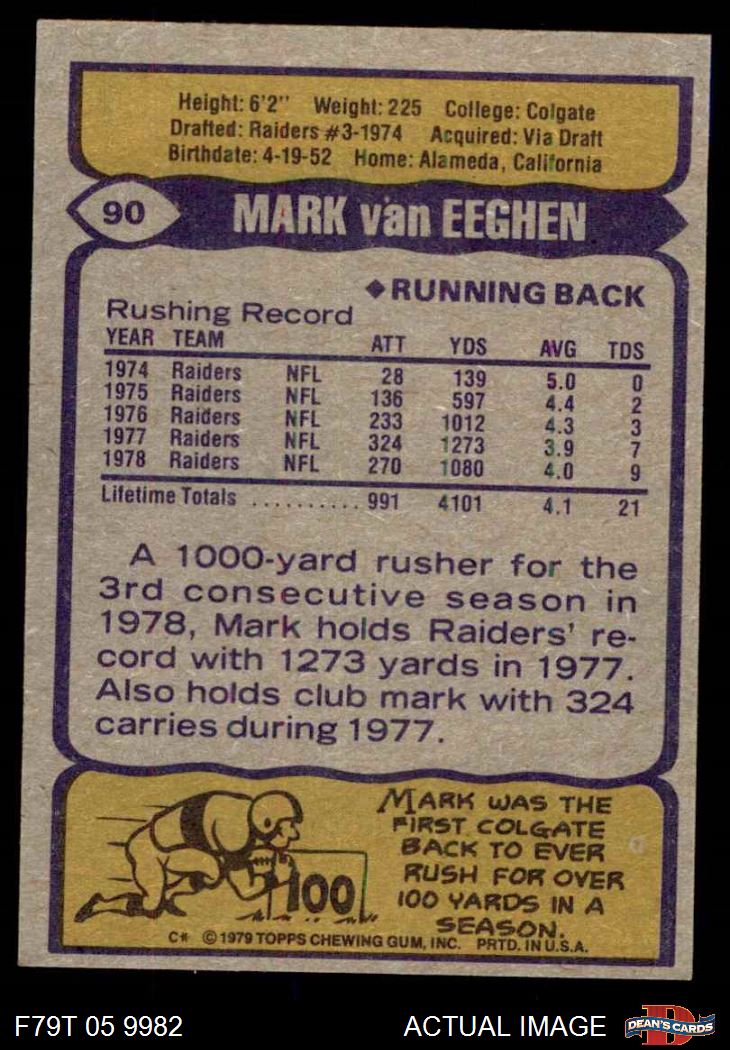 Height: 6'2" Weight: 225 College: Colgate
Drafted: Raiders #3-1974 Acquired: Via Draft
Birthdate: 4-19-52 Home: Alameda, California
90 MARK van EEGHEN
◆RUNNING BACK
Rushing Record
YEAR TEAM ATT YDS AVG TDS
1974 Raiders NFL 28 139 5.0 0
1975 Raiders NFL 136 597 4.4 2
1976 Raiders NFL 233 1012 4.3 3
1977 Raiders NFL 324 1273 3.9 7
1978 Raiders NFL 270 1080 4.0 9
Lifetime Totals .......... 991 4101 4.1 21
A 1000-yard rusher for the
3rd consecutive season in
1978, Mark holds Raiders' re-
cord with 1273 yards in 1977.
Also holds club mark with 324
carries during 1977.
MARK WAS THE
FIRST COLGATE
BACK TO EVER
RUSH FOR OVER
100 YARDS IN A
SEASON.
100
C* © 1979 TOPPS CHEWING GUM, INC. PRTD. IN U.S.A.
F79T 05 9982 ACTUAL IMAGE D DEAN'S CARDS